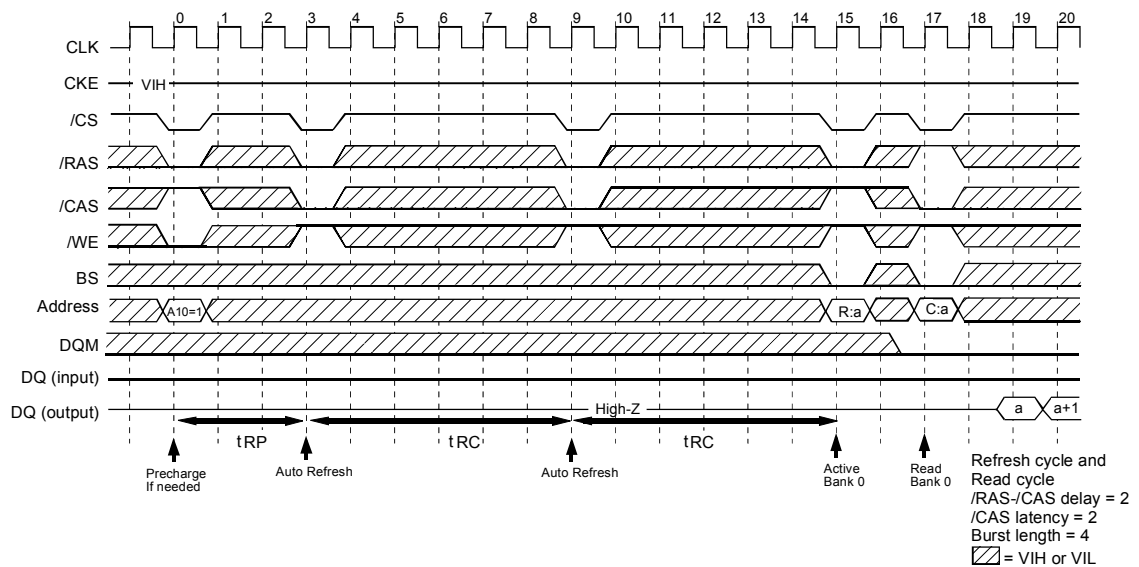 0 1 2 3 4 5 6 7 8 9 10 11 12 13 14 15 16 17 18 19 20
CLK
CKE VIH
/CS
/RAS
/CAS
/WE
BS
Address A10=1 R:a C:a
DQM
DQ (input)
DQ (output) High-Z a a+1
tRP tRC tRC
Precharge
If needed
Auto Refresh
Auto Refresh
Active
Bank 0
Read
Bank 0
Refresh cycle and
Read cycle
/RAS-/CAS delay = 2
/CAS latency = 2
Burst length = 4
= VIH or VIL